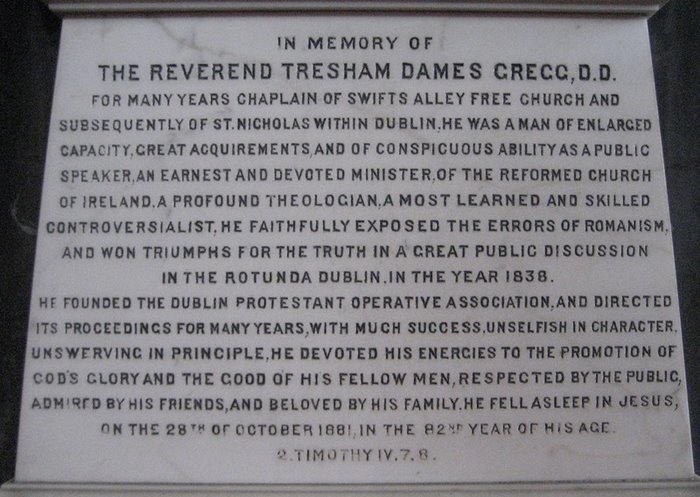 IN MEMORY OF
THE REVEREND TRESHAM DAMES GREGG, D.D.
FOR MANY YEARS CHAPLAIN OF SWIFTS ALLEY FREE CHURCH AND
SUBSEQUENTLY OF ST. NICHOLAS WITHIN DUBLIN, HE WAS A MAN OF ENLARGED
CAPACITY, GREAT ACQUIREMENTS, AND OF CONSPICUOUS ABILITY AS A PUBLIC
SPEAKER, AN EARNEST AND DEVOTED MINISTER, OF THE REFORMED CHURCH
OF IRELAND, A PROFOUND THEOLOGIAN, A MOST LEARNED AND SKILLED
CONTROVERSIALIST, HE FAITHFULLY EXPOSED THE ERRORS OF ROMANISM,
AND WON TRIUMPHS FOR THE TRUTH IN A GREAT PUBLIC DISCUSSION
IN THE ROTUNDA DUBLIN, IN THE YEAR 1838.
HE FOUNDED THE DUBLIN PROTESTANT OPERATIVE ASSOCIATION, AND DIRECTED
ITS PROCEEDINGS FOR MANY YEARS, WITH MUCH SUCCESS, UNSELFISH IN CHARACTER,
UNSWERVING IN PRINCIPLE, HE DEVOTED HIS ENERGIES TO THE PROMOTION OF
GOD'S GLORY AND THE GOOD OF HIS FELLOW MEN, RESPECTED BY THE PUBLIC,
ADMIRED BY HIS FRIENDS, AND BELOVED BY HIS FAMILY. HE FELL ASLEEP IN JESUS,
ON THE 28TH OF OCTOBER 1881, IN THE 82ND YEAR OF HIS AGE.
2. TIMOTHY IV, 7, 8.